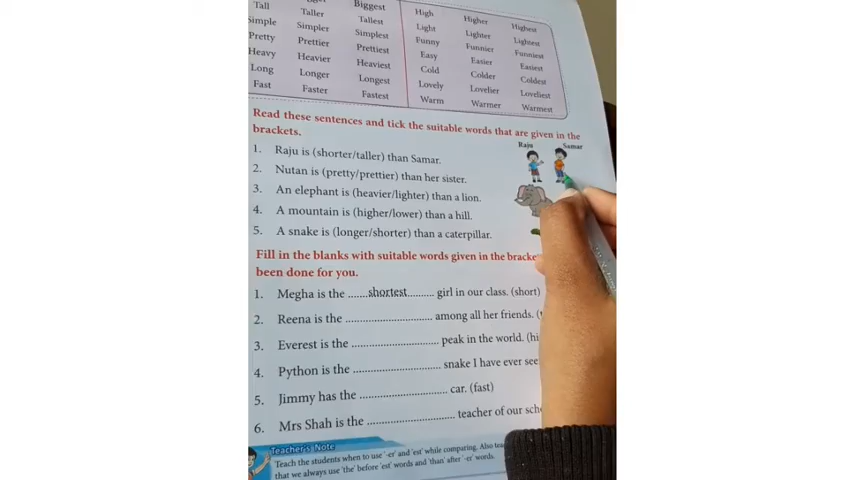 Biggest
Tall Taller Tallest High Higher Highest
Simple Simpler Simplest Light Lighter Lightest
Pretty Prettier Prettiest Funny Funnier Funniest
Heavy Heavier Heaviest Easy Easier Easiest
Long Longer Longest Cold Colder Coldest
Fast Faster Fastest Lovely Lovelier Loveliest
Warm Warmer Warmest
Read these sentences and tick the suitable words that are given in the
brackets.
Raju Samar
1. Raju is (shorter/taller) than Samar.
2. Nutan is (pretty/prettier) than her sister.
3. An elephant is (heavier/lighter) than a lion.
4. A mountain is (higher/lower) than a hill.
5. A snake is (longer/shorter) than a caterpillar.
Fill in the blanks with suitable words given in the
been done for you.
1. Megha is the .......shortest.......... girl in our class. (short)
2. Reena is the ................................ among all her friends.
3. Everest is the ................................ peak in the world.
4. Python is the ................................ snake I have ever
5. Jimmy has the ................................ car. (fast)
6. Mrs Shah is the ................................ teacher of our
Teacher's Note
Teach the students when to use '-er' and 'est' while comparing. Also
that we always use 'the' before 'est' words and 'than' after '-er' words.